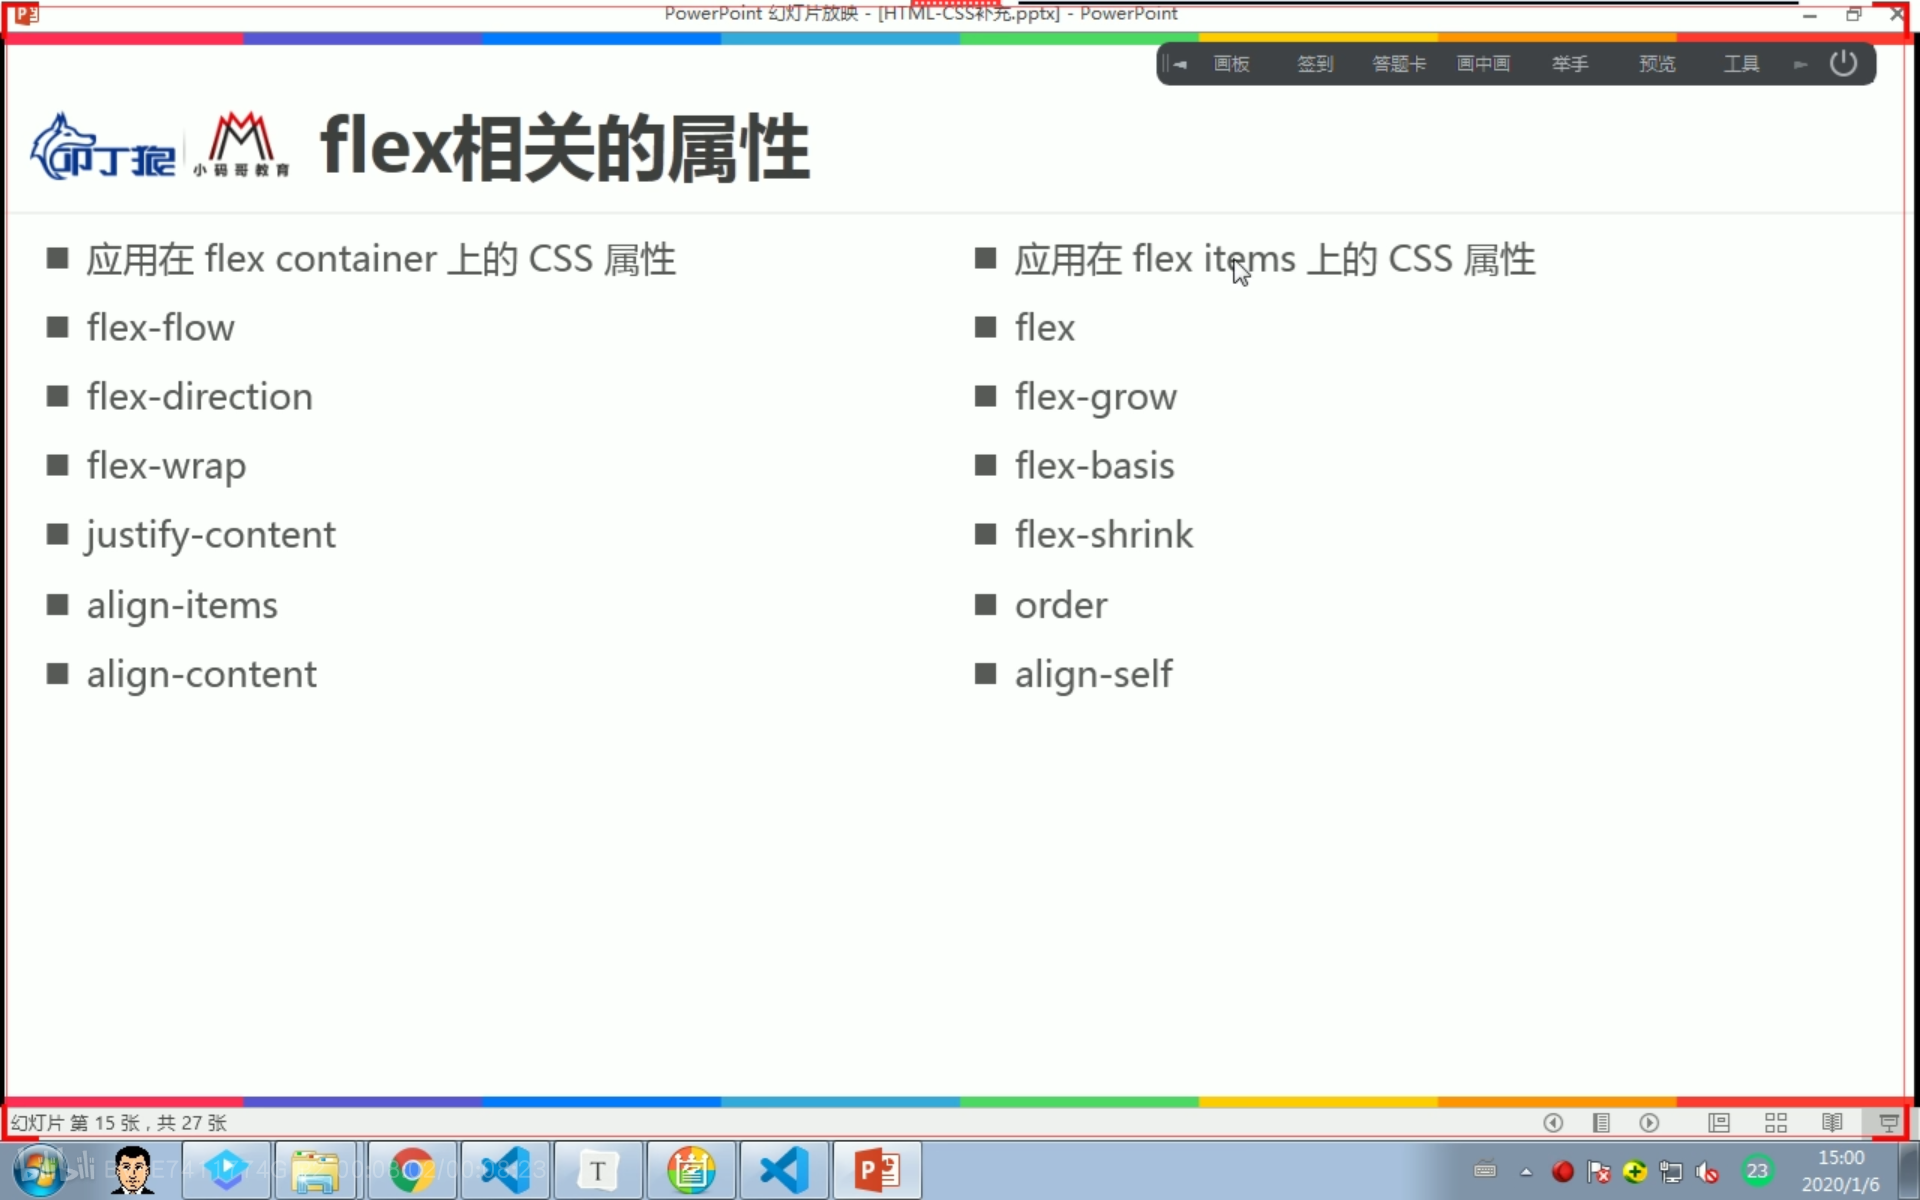 PowerPoint 幻灯片放映 - [HTML-CSS补充.pptx] - PowerPoint
画板 签到 答题卡 画中画 举手 预览 工具
叩丁狼 小码哥教育 flex相关的属性
应用在 flex container 上的 CSS 属性
flex-flow
flex-direction
flex-wrap
justify-content
align-items
align-content
应用在 flex items 上的 CSS 属性
flex
flex-grow
flex-basis
flex-shrink
order
align-self
幻灯片 第 15 张，共 27 张
23
15:00
2020/1/6